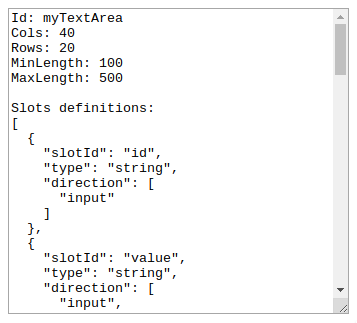 Id: myTextArea
Cols: 40
Rows: 20
MinLength: 100
MaxLength: 500

Slots definitions:
[
  {
    "slotId": "id",
    "type": "string",
    "direction": [
      "input"
    ]
  },
  {
    "slotId": "value",
    "type": "string",
    "direction": [
      "input",